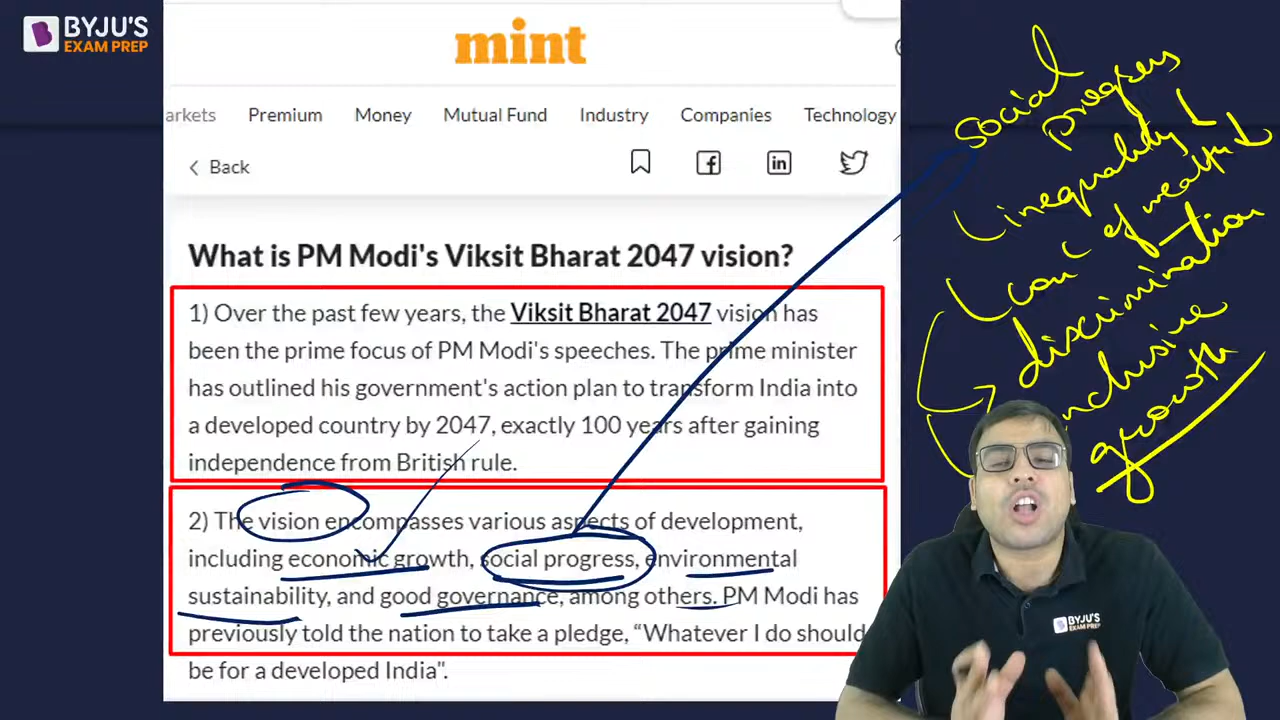 BYJU'S
EXAM PREP
mint
arkets Premium Money Mutual Fund Industry Companies Technology
Back
What is PM Modi's Viksit Bharat 2047 vision?
1) Over the past few years, the Viksit Bharat 2047 vision has
been the prime focus of PM Modi's speeches. The prime minister
has outlined his government's action plan to transform India into
a developed country by 2047, exactly 100 years after gaining
independence from British rule.
2) The vision encompasses various aspects of development,
including economic growth, social progress, environmental
sustainability, and good governance, among others. PM Modi has
previously told the nation to take a pledge, “Whatever I do should
be for a developed India".
social
progress
inequality
of
discrimination
growth
BYJU'S
EXAM PREP